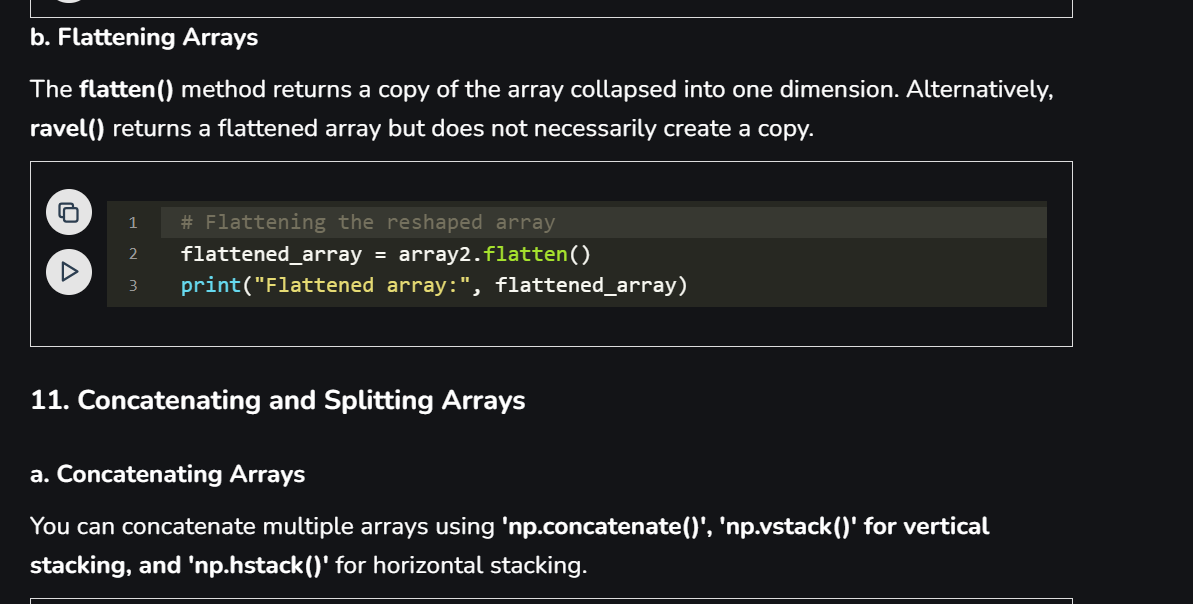 b. Flattening Arrays
The flatten() method returns a copy of the array collapsed into one dimension. Alternatively,
ravel() returns a flattened array but does not necessarily create a copy.
1 # Flattening the reshaped array
2 flattened_array = array2.flatten()
3 print("Flattened array:", flattened_array)
11. Concatenating and Splitting Arrays
a. Concatenating Arrays
You can concatenate multiple arrays using 'np.concatenate()', 'np.vstack()' for vertical
stacking, and 'np.hstack()' for horizontal stacking.